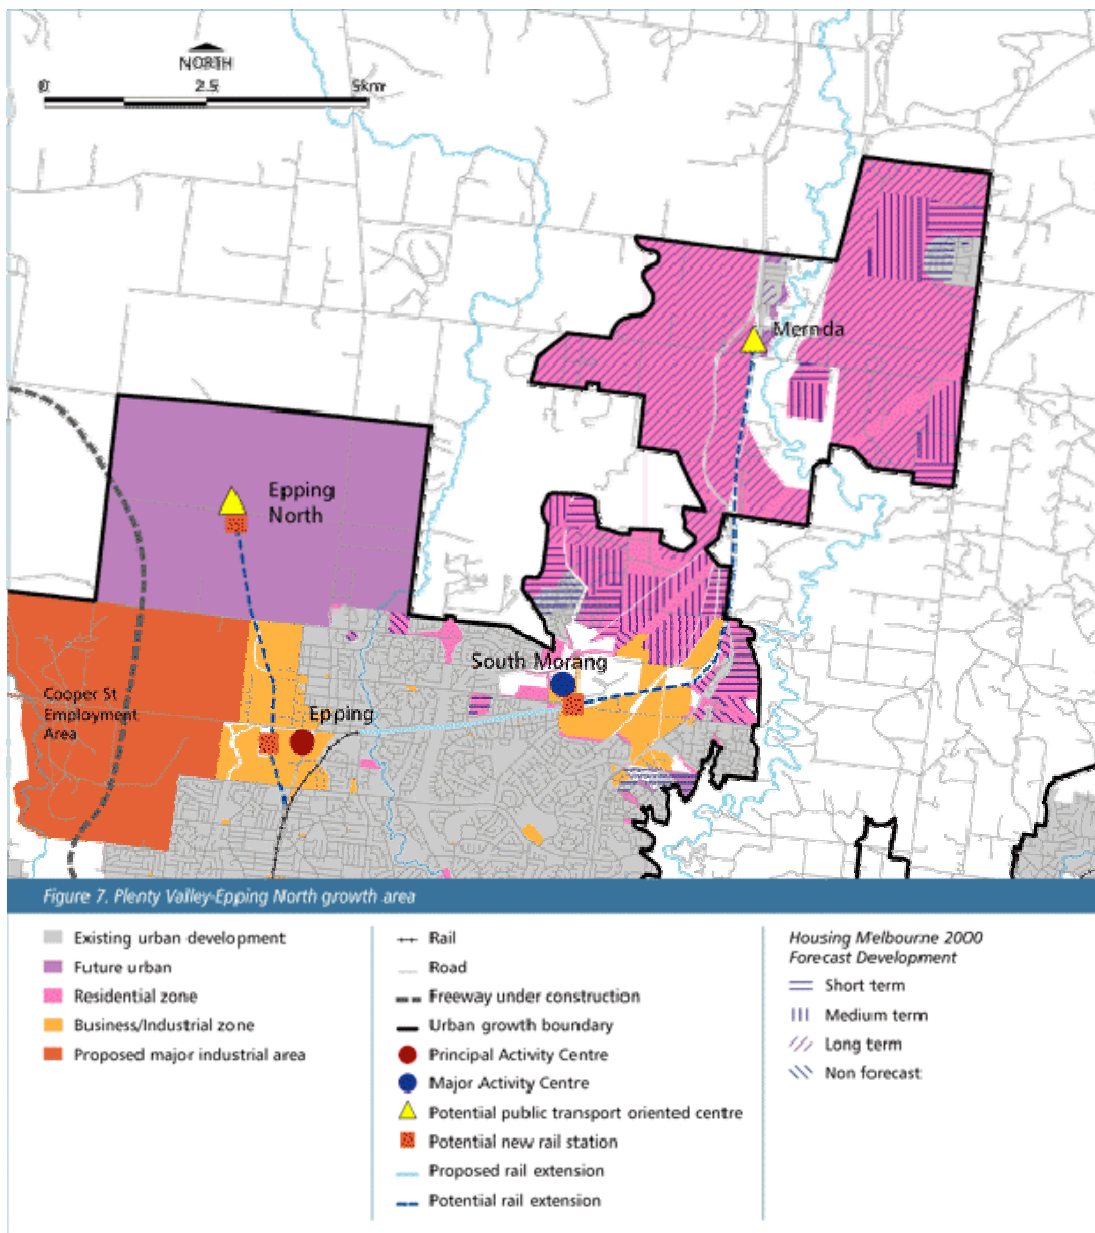 NORTH
0 2.5 5km
Mernda
Epping
North
South Morang
Cooper St
Employment
Area
Epping
Figure 7. Plenty Valley-Epping North growth area
Existing urban development
Future urban
Residential zone
Business/Industrial zone
Proposed major industrial area
Rail
Road
Freeway under construction
Urban growth boundary
Principal Activity Centre
Major Activity Centre
Potential public transport oriented centre
Potential new rail station
Proposed rail extension
Potential rail extension
Housing Melbourne 2000
Forecast Development
Short term
Medium term
Long term
Non forecast